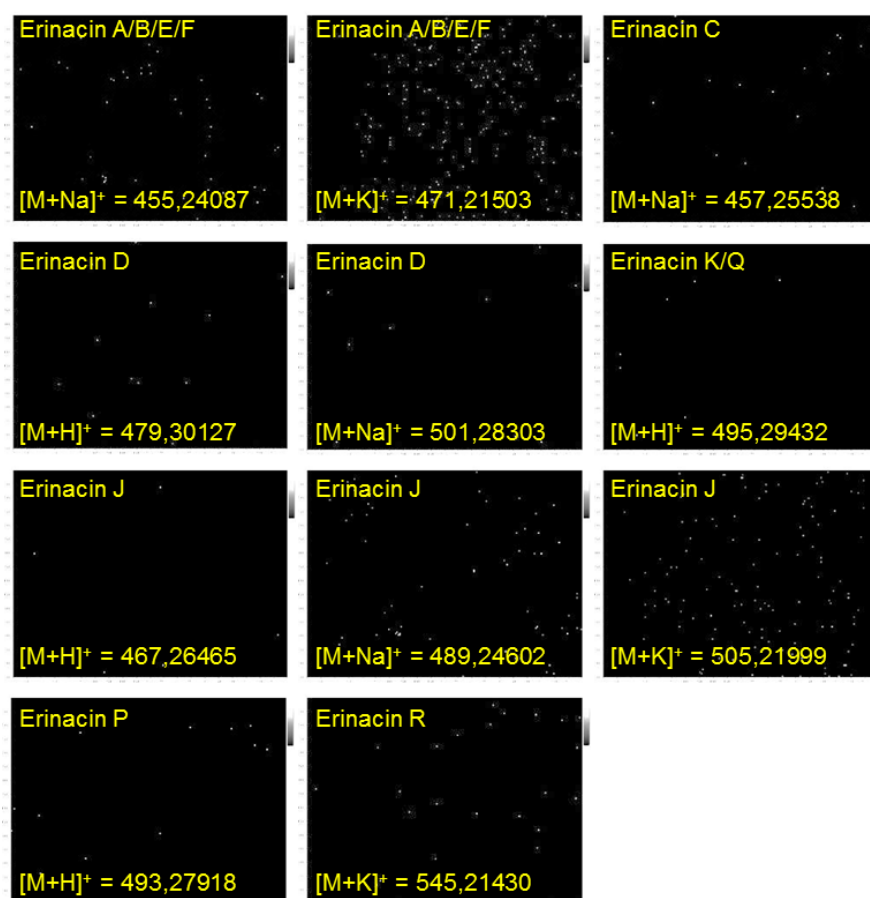 Erinacin A/B/E/F
[M+Na]⁺ = 455,24087
Erinacin A/B/E/F
[M+K]⁺ = 471,21503
Erinacin C
[M+Na]⁺ = 457,25538
Erinacin D
[M+H]⁺ = 479,30127
Erinacin D
[M+Na]⁺ = 501,28303
Erinacin K/Q
[M+H]⁺ = 495,29432
Erinacin J
[M+H]⁺ = 467,26465
Erinacin J
[M+Na]⁺ = 489,24602
Erinacin J
[M+K]⁺ = 505,21999
Erinacin P
[M+H]⁺ = 493,27918
Erinacin R
[M+K]⁺ = 545,21430